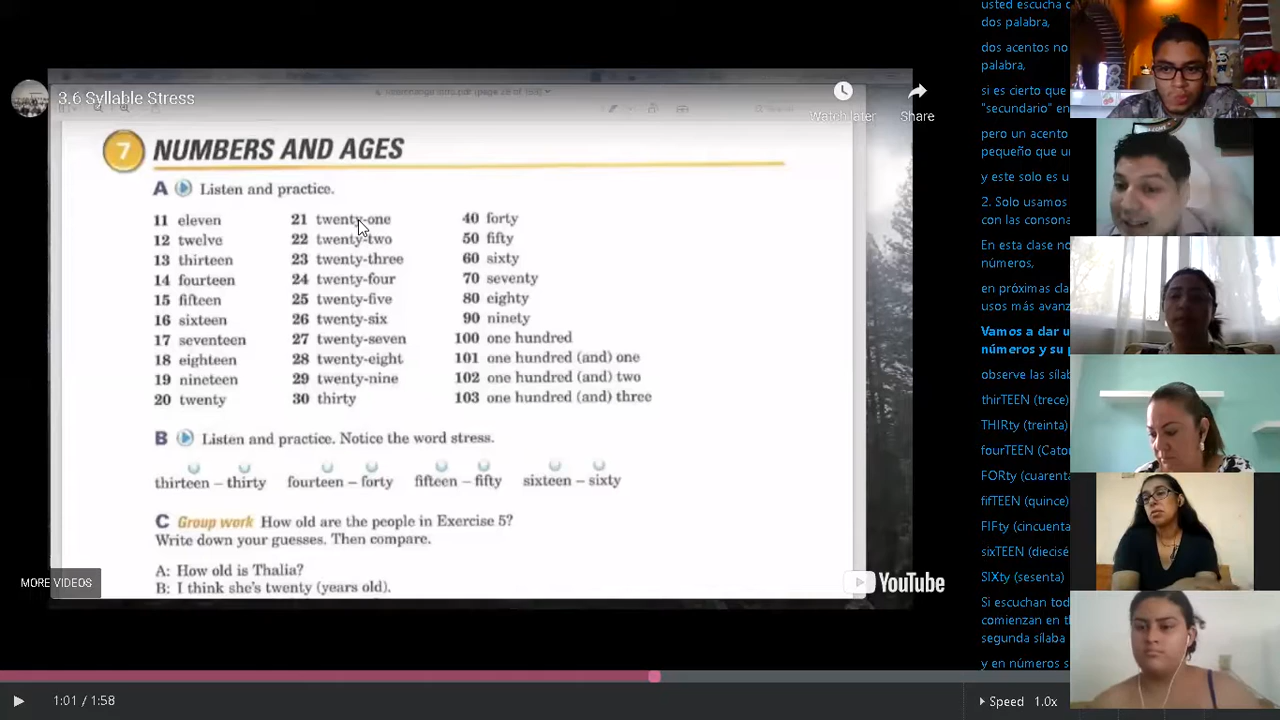 3.6 Syllable Stress
Watch later
Share
7 NUMBERS AND AGES
A Listen and practice.
11 eleven
12 twelve
13 thirteen
14 fourteen
15 fifteen
16 sixteen
17 seventeen
18 eighteen
19 nineteen
20 twenty
21 twenty-one
22 twenty-two
23 twenty-three
24 twenty-four
25 twenty-five
26 twenty-six
27 twenty-seven
28 twenty-eight
29 twenty-nine
30 thirty
40 forty
50 fifty
60 sixty
70 seventy
80 eighty
90 ninety
100 one hundred
101 one hundred (and) one
102 one hundred (and) two
103 one hundred (and) three
B Listen and practice. Notice the word stress.
thirteen – thirty fourteen – forty fifteen – fifty sixteen – sixty
C Group work How old are the people in Exercise 5?
Write down your guesses. Then compare.
A: How old is Thalia?
B: I think she's twenty (years old).
MORE VIDEOS
YouTube
1:01 / 1:58
Speed 1.0x
usted escucha
dos palabra,
dos acentos no
palabra,
si es cierto que
"secundario" en
pero un acento
pequeño que
y este solo es
2. Solo usamos
con las
En esta clase
números,
en próximas
usos más
Vamos a dar
números y su
observe las
thirTEEN (trece)
THIRty (treinta)
fourTEEN
FORty
fifTEEN (quince)
FIFty
sixTEEN
SIXty (sesenta)
Si escuchan
comienzan en
segunda sílaba
y en números